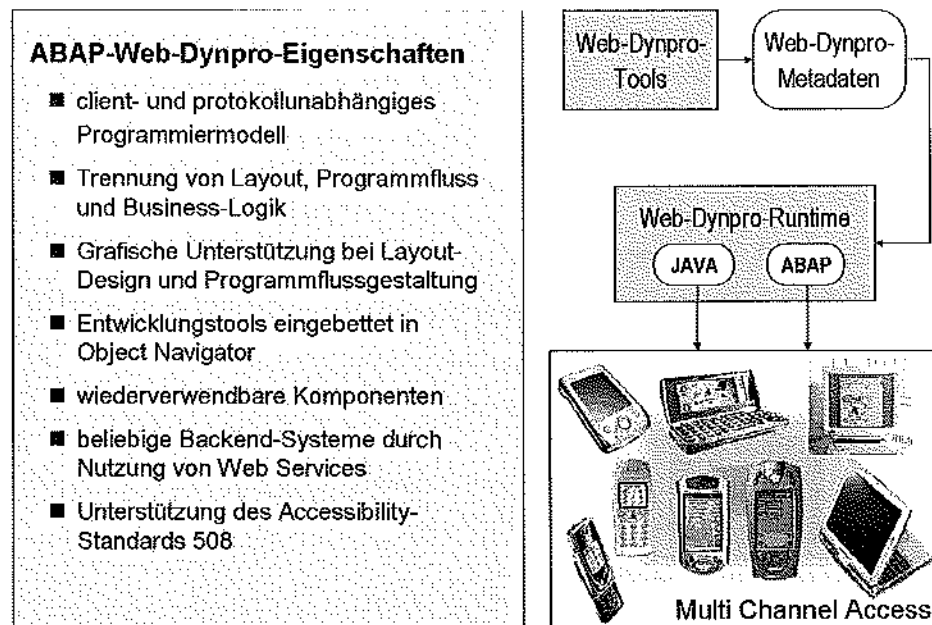 ABAP-Web-Dynpro-Eigenschaften
■ client- und protokollunabhängiges
Programmiermodell
■ Trennung von Layout, Programmfluss
und Business-Logik
■ Grafische Unterstützung bei Layout-
Design und Programmflussgestaltung
■ Entwicklungstools eingebettet in
Object Navigator
■ wiederverwendbare Komponenten
■ beliebige Backend-Systeme durch
Nutzung von Web Services
■ Unterstützung des Accessibility-
Standards 508
Web-Dynpro-
Tools
Web-Dynpro-
Metadaten
Web-Dynpro-Runtime
JAVA
ABAP
Multi Channel Access